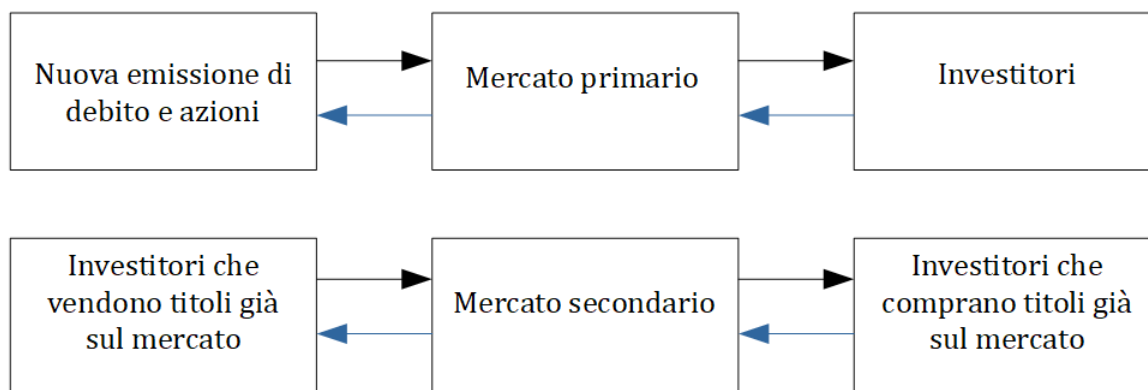 Nuova emissione di
debito e azioni
Mercato primario
Investitori
Investitori che
vendono titoli già
sul mercato
Mercato secondario
Investitori che
comprano titoli già
sul mercato